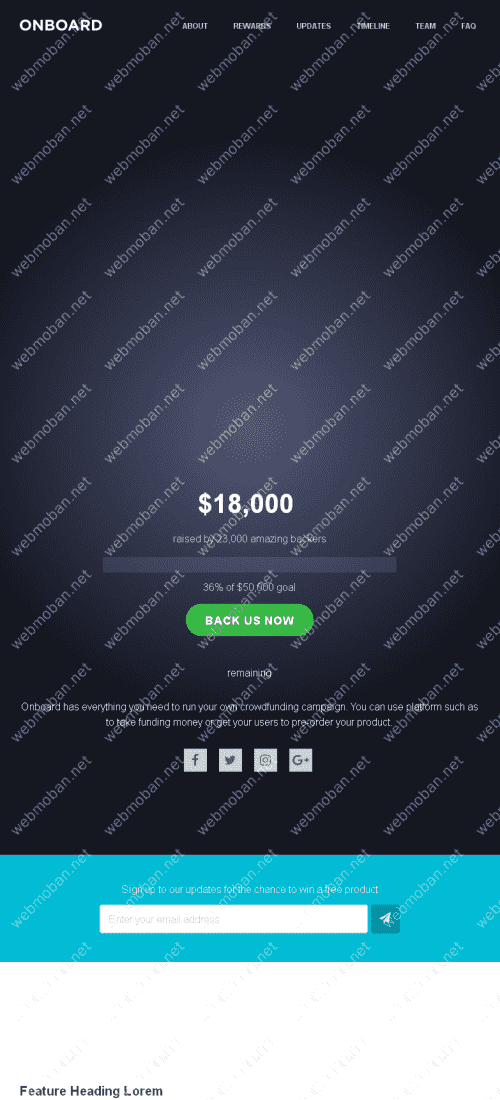 ONBOARD
ABOUT REWARDS UPDATES TIMELINE TEAM FAQ
$18,000
raised by 23,000 amazing backers
36% of $50,000 goal
BACK US NOW
remaining
Onboard has everything you need to run your own crowdfunding campaign. You can use platform such as
to take funding money or get your users to pre-order your product.
Sign up to our updates for the chance to win a free product
Enter your email address
Feature Heading Lorem
webmoban.net